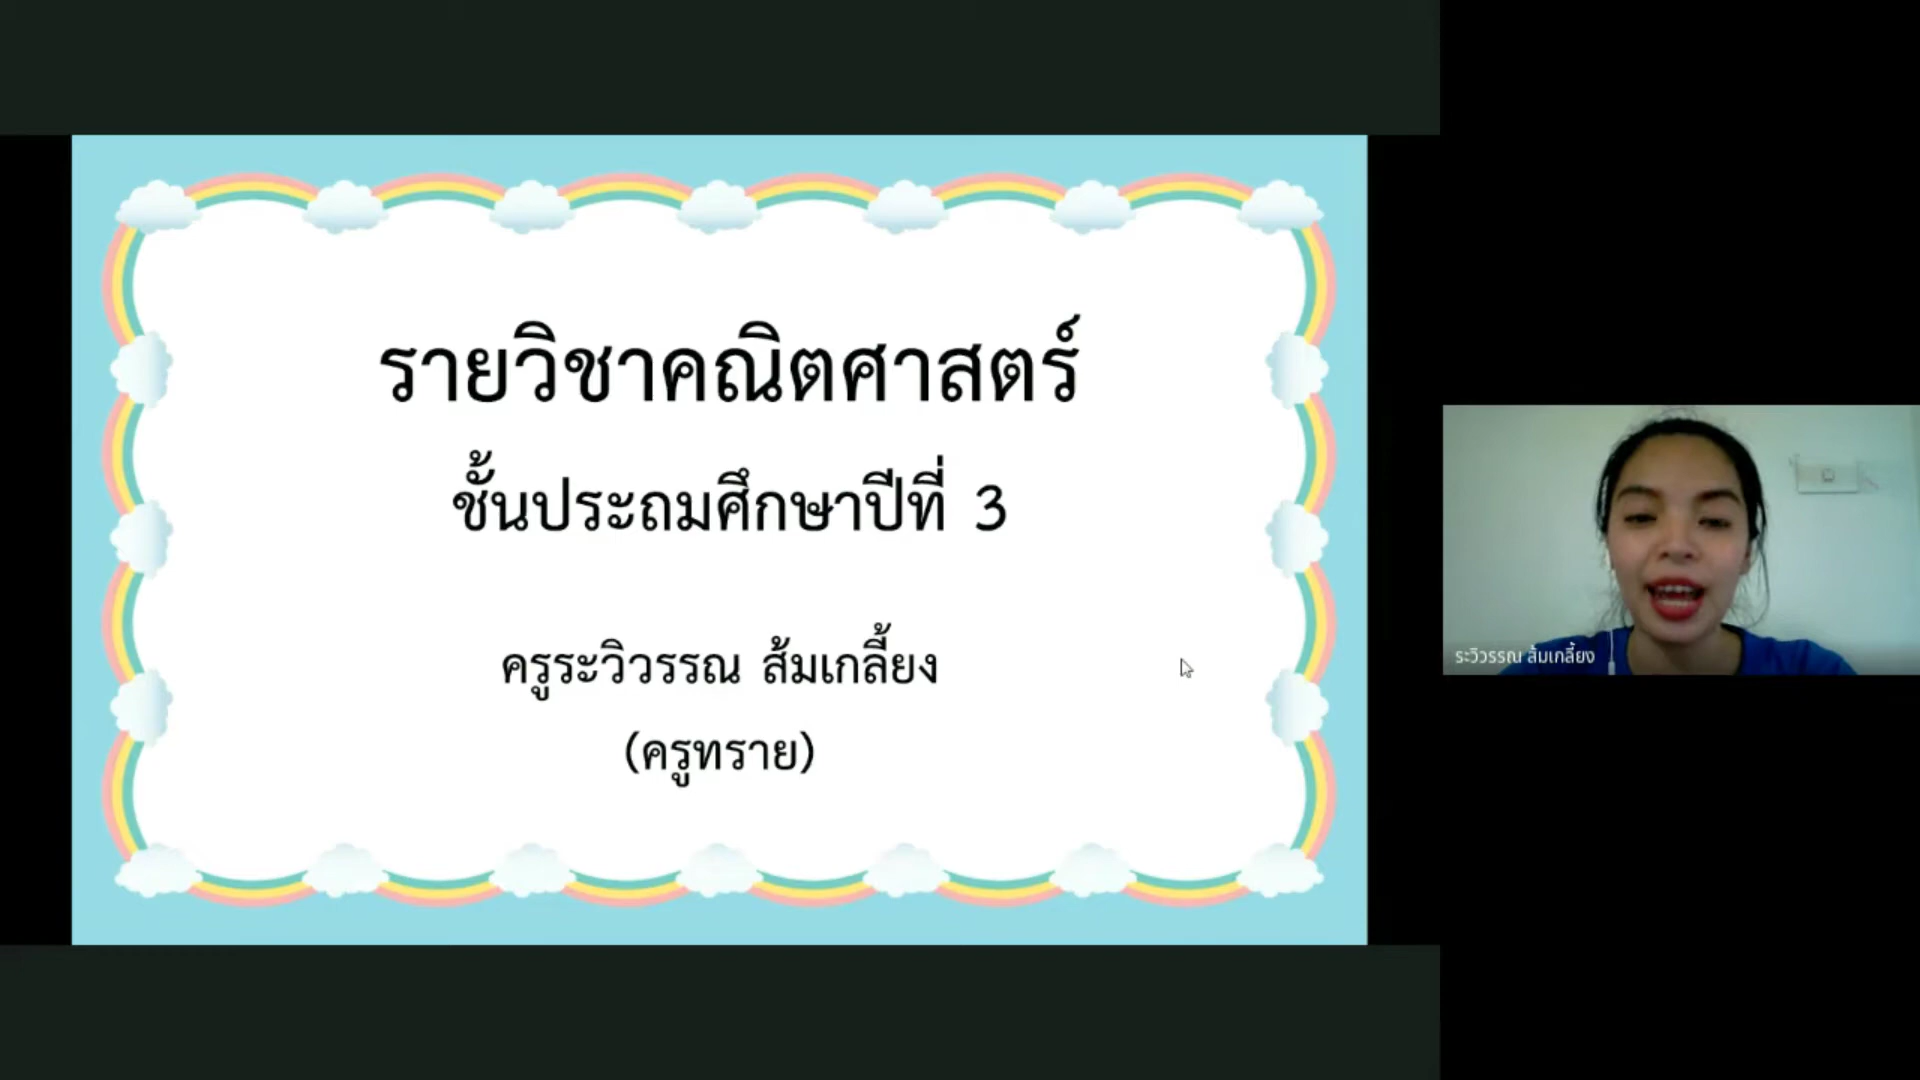 รายวิชาคณิตศาสตร์
ชั้นประถมศึกษาปีที่ 3
ครูระวิวรรณ ส้มเกลี้ยง
(ครูทราย)
ระวิวรรณ ส้มเกลี้ยง